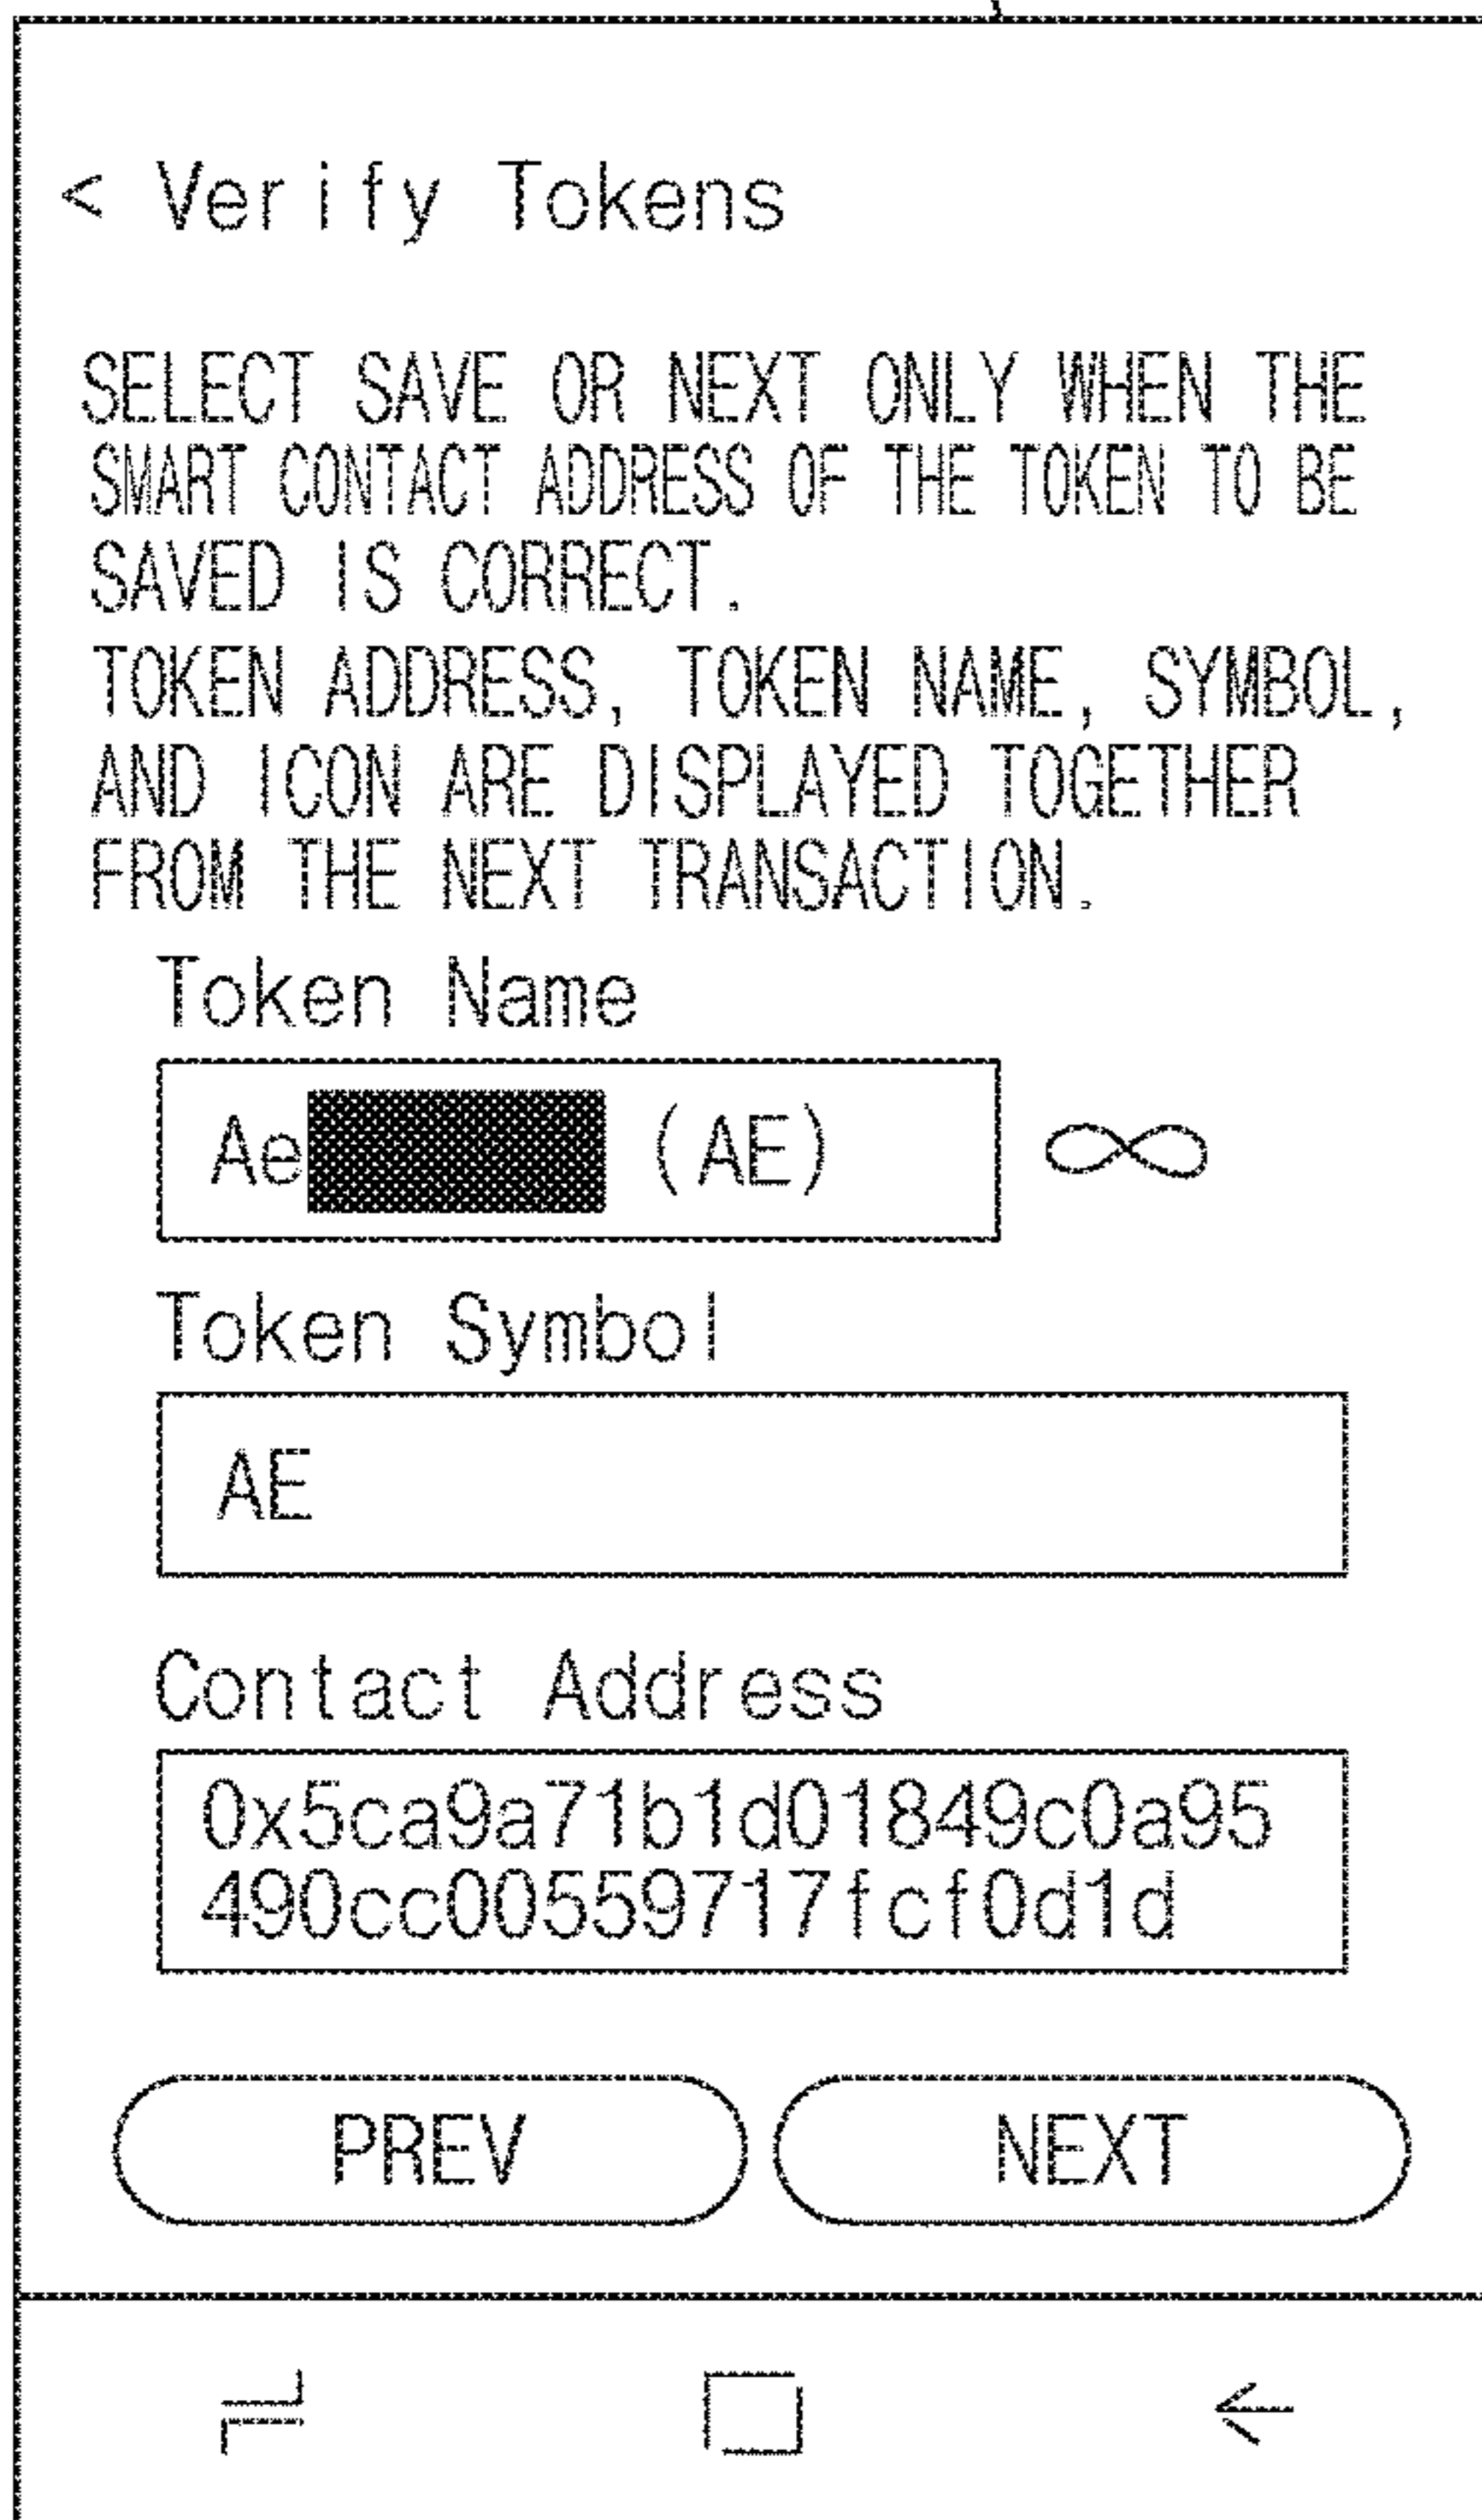 < Verify Tokens
SELECT SAVE OR NEXT ONLY WHEN THE
SMART CONTACT ADDRESS OF THE TOKEN TO BE
SAVED IS CORRECT.
TOKEN ADDRESS, TOKEN NAME, SYMBOL,
AND ICON ARE DISPLAYED TOGETHER
FROM THE NEXT TRANSACTION.
Token Name
Ae (AE)
Token Symbol
AE
Contact Address
0x5ca9a71b1d01849c0a95
490cc00559717fcf0d1d
PREV NEXT